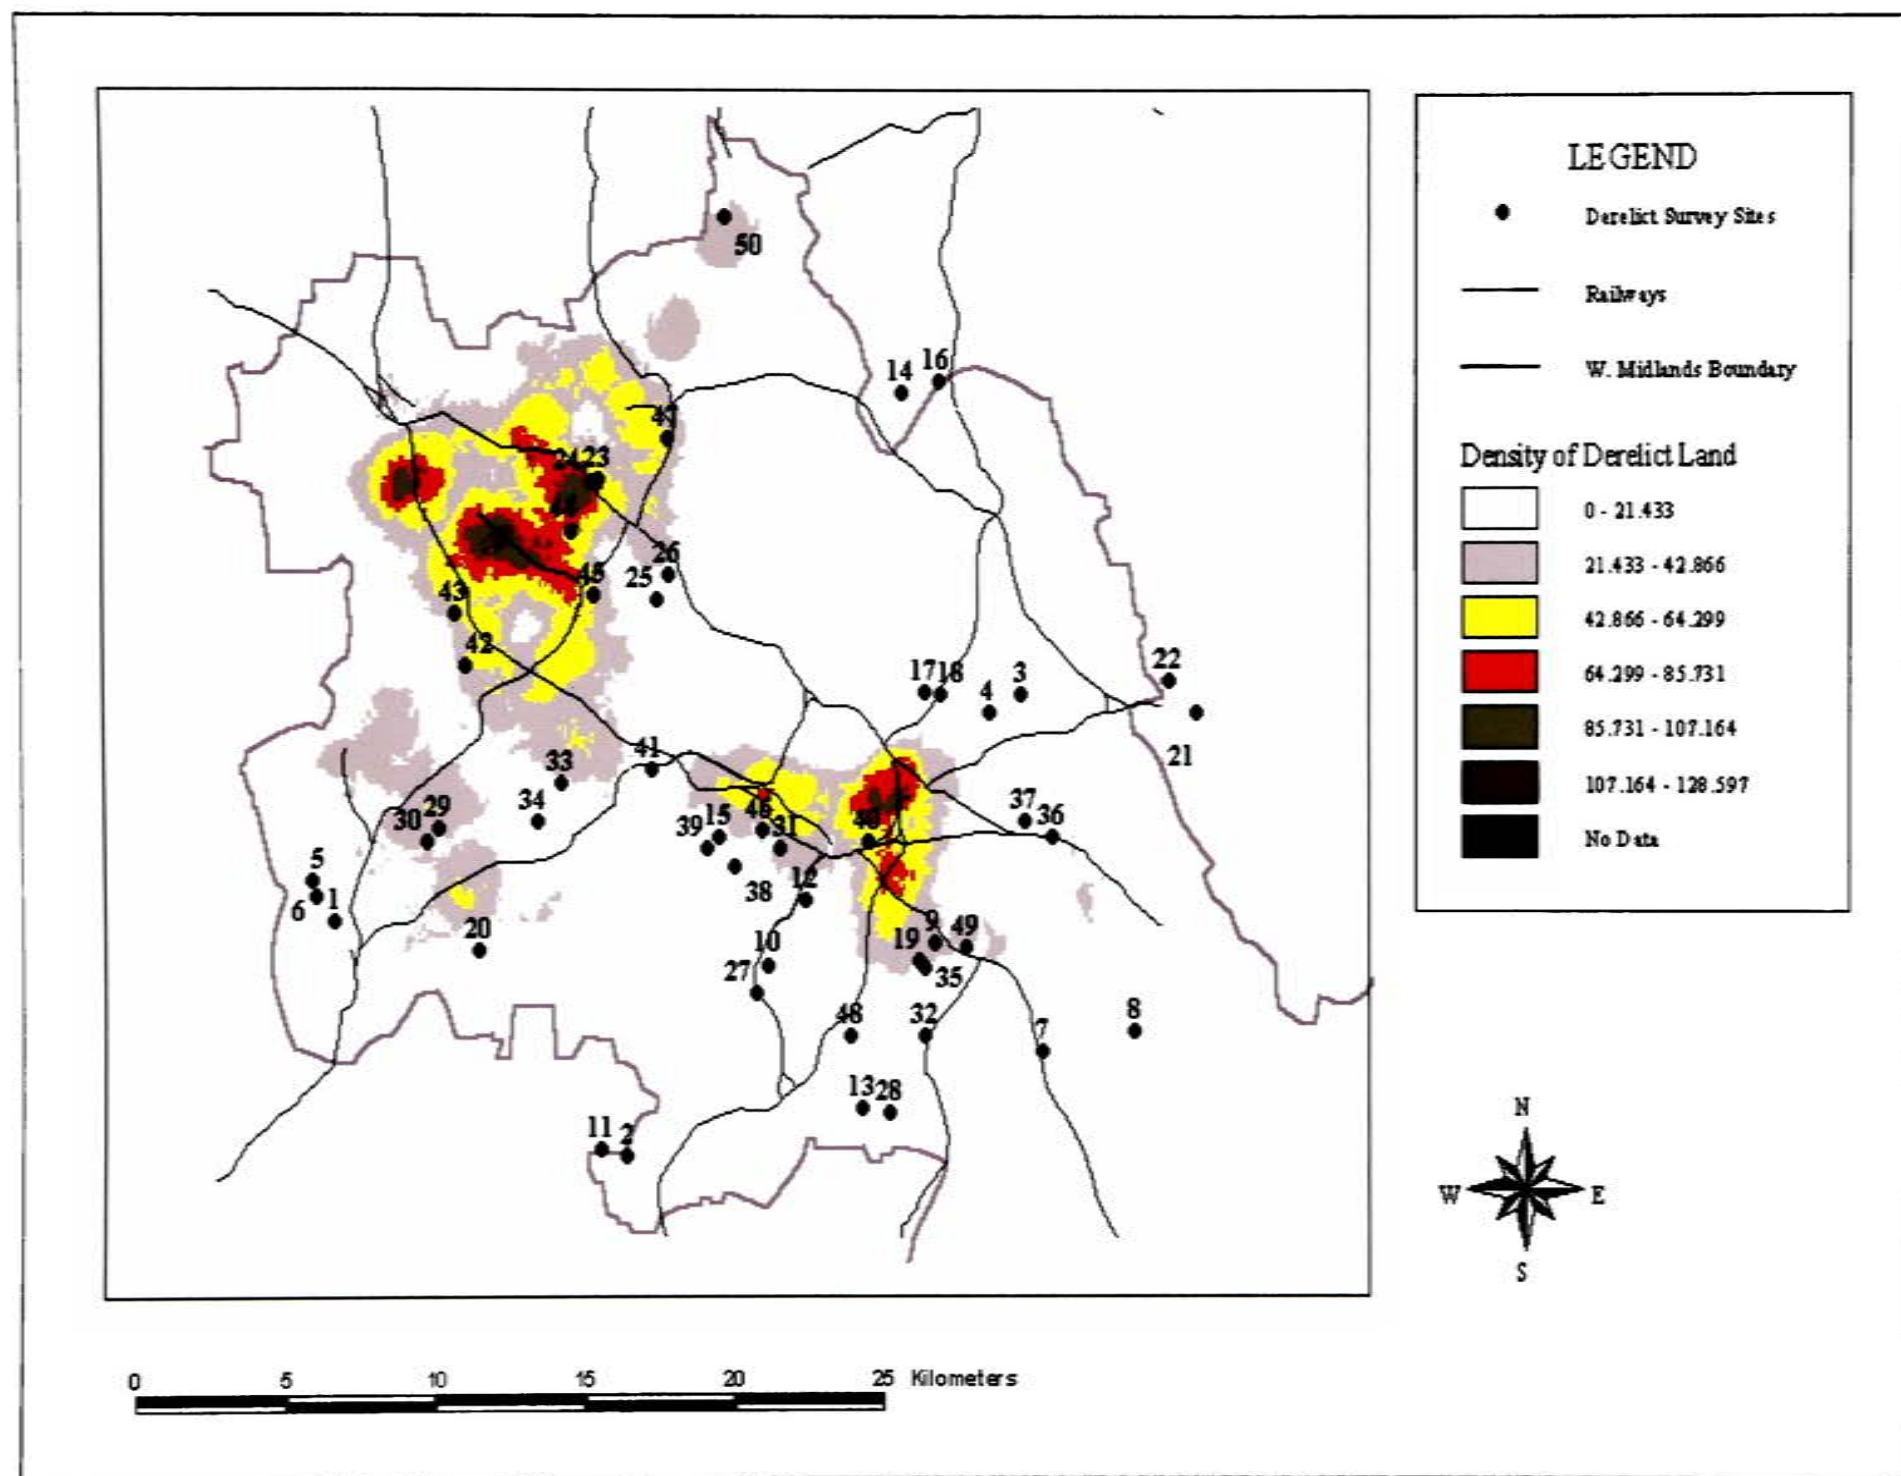 LEGEND
Derelict Survey Sites
Railways
W. Midlands Boundary
Density of Derelict Land
0 - 21.433
21.433 - 42.866
42.866 - 64.299
64.299 - 85.731
85.731 - 107.164
107.164 - 128.597
No Data
50
14 16
47
24 23
26
25
45
43
42
17 18
4 3
22
21
33
41
34
30 29
39 15 46 31
40
37 36
38
12
5
6 1
20
10
27
19 9 49
35
48
32
7
8
13 28
11 2
N
W E
S
0 5 10 15 20 25 Kilometers